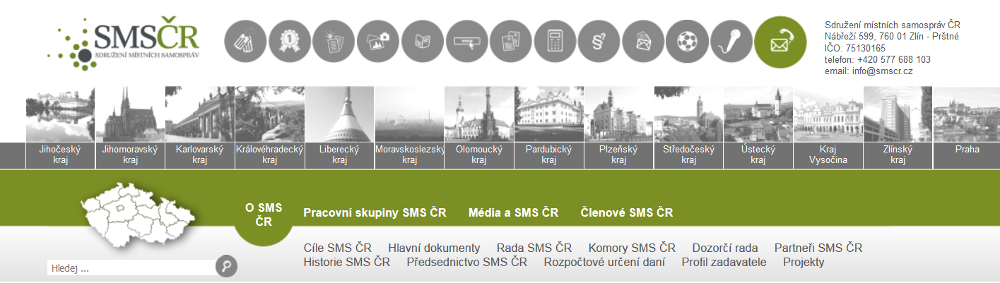 SMSČR
SDRUŽENÍ MÍSTNÍCH SAMOSPRÁV
1
www
§
Sdružení místních samospráv ČR
Nábřeží 599, 760 01 Zlín - Prštné
IČO: 75130165
telefon: +420 577 688 103
email: info@smscr.cz
Jihočeský
kraj
Jihomoravský
kraj
Karlovarský
kraj
Královéhradecký
kraj
Liberecký
kraj
Moravskoslezský
kraj
Olomoucký
kraj
Pardubický
kraj
Plzeňský
kraj
Středočeský
kraj
Ústecký
kraj
Kraj
Vysočina
Zlínský
kraj
Praha
O SMS
ČR
Pracovní skupiny SMS ČR Média a SMS ČR Členové SMS ČR
Cíle SMS ČR Hlavní dokumenty Rada SMS ČR Komory SMS ČR Dozorčí rada Partneři SMS ČR
Historie SMS ČR Předsednictvo SMS ČR Rozpočtové určení daní Profil zadavatele Projekty
Hledej ...